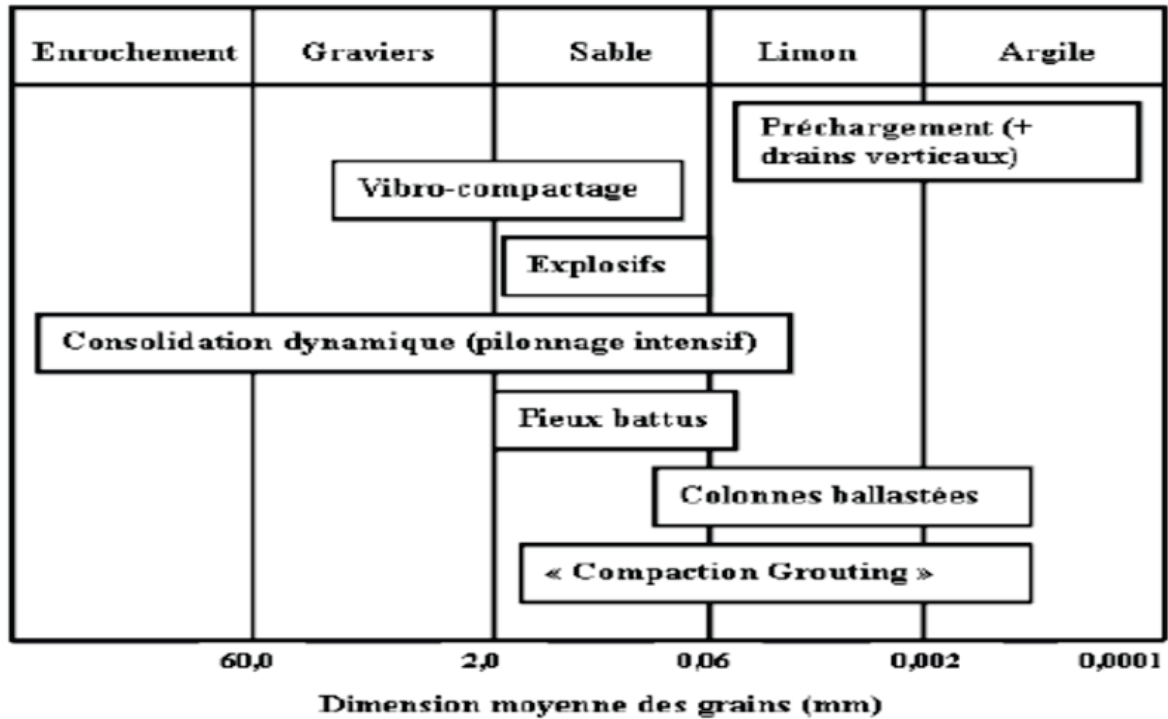 Enrochement Graviers Sable Limon Argile
Préchargement (+
drains verticaux)
Vibro-compactage
Explosifs
Consolidation dynamique (pilonnage intensif)
Pieux battus
Colonnes ballastées
« Compaction Grouting »
60,0 2,0 0,06 0,002 0,0001
Dimension moyenne des grains (mm)